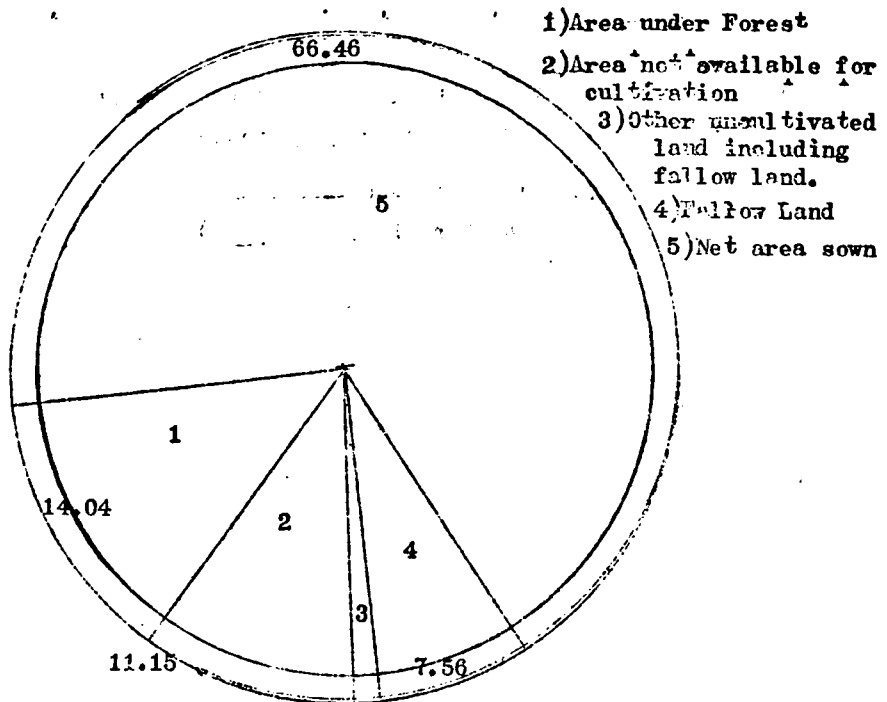 66.46
1)Area under Forest
2)Area not available for
cultivation
3)Other uncultivated
land including
fallow land.
4)Fallow Land
5)Net area sown
5
1
14.04
2
4
3
11.15
7.56